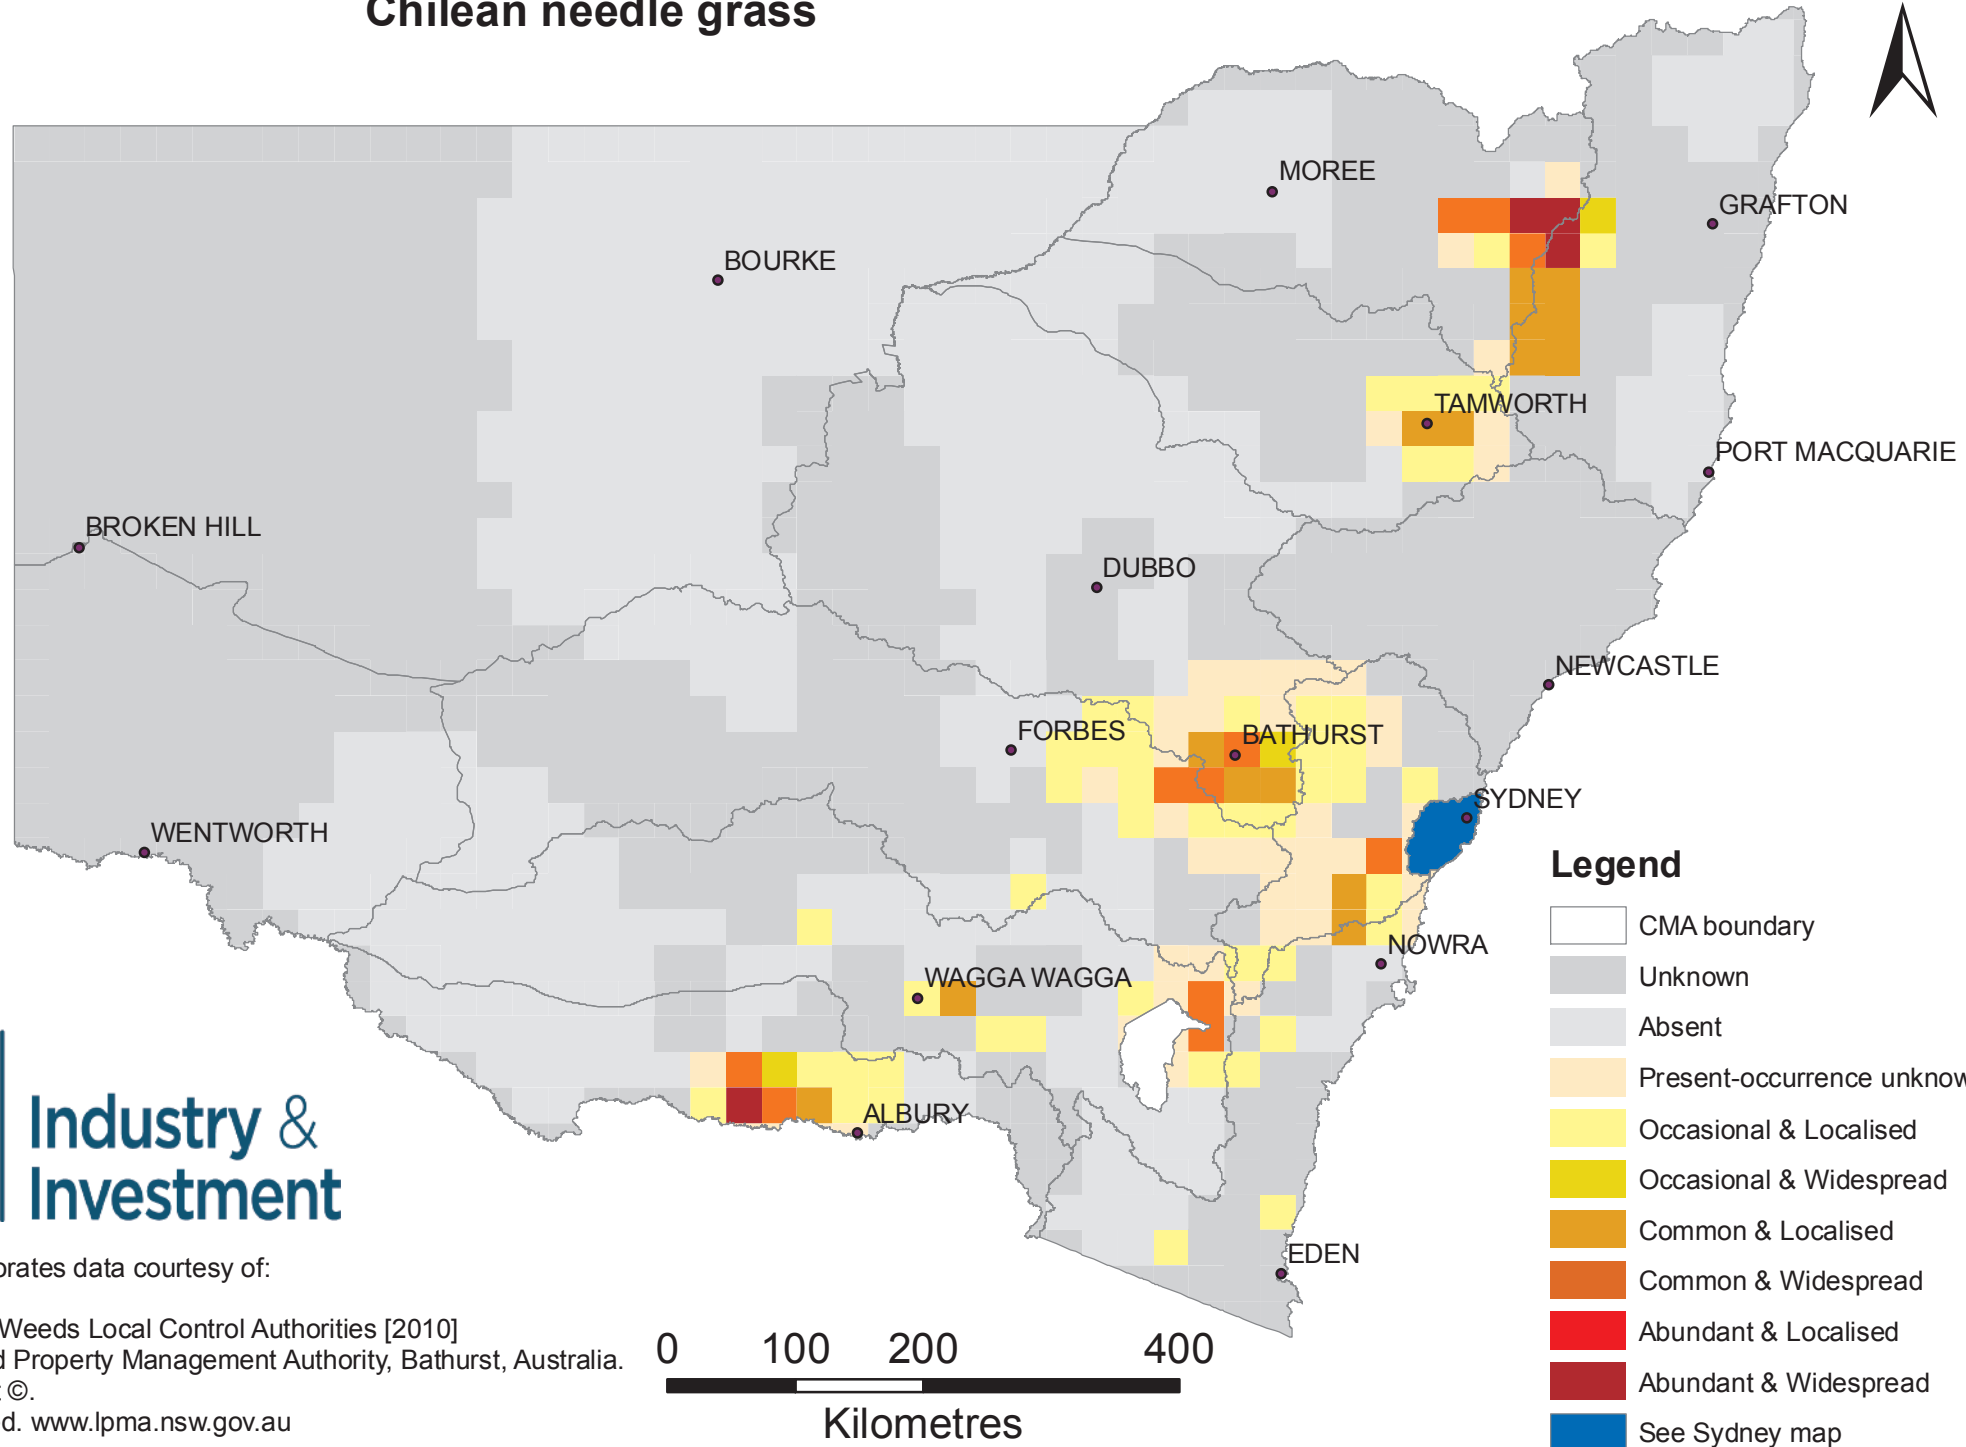 Chilean needle grass
MOREE
GRAFTON
BOURKE
TAMWORTH
PORT MACQUARIE
BROKEN HILL
DUBBO
NEWCASTLE
FORBES
BATHURST
SYDNEY
WENTWORTH
NOWRA
WAGGA WAGGA
ALBURY
EDEN
Legend
CMA boundary
Unknown
Absent
Present-occurrence unknow
Occasional & Localised
Occasional & Widespread
Common & Localised
Common & Widespread
Abundant & Localised
Abundant & Widespread
See Sydney map
Industry &
Investment
orates data courtesy of:
Weeds Local Control Authorities [2010]
d Property Management Authority, Bathurst, Australia.
©.
d. www.lpma.nsw.gov.au
0 100 200 400
Kilometres